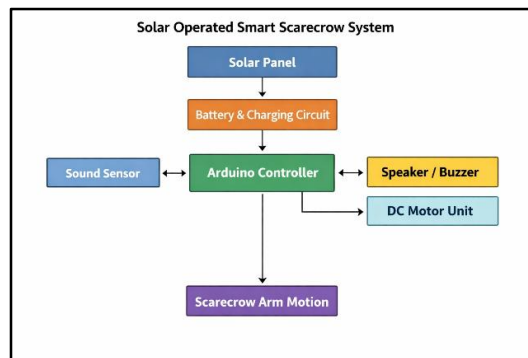 Solar Operated Smart Scarecrow System
Solar Panel
Battery & Charging Circuit
Sound Sensor
Arduino Controller
Speaker / Buzzer
DC Motor Unit
Scarecrow Arm Motion